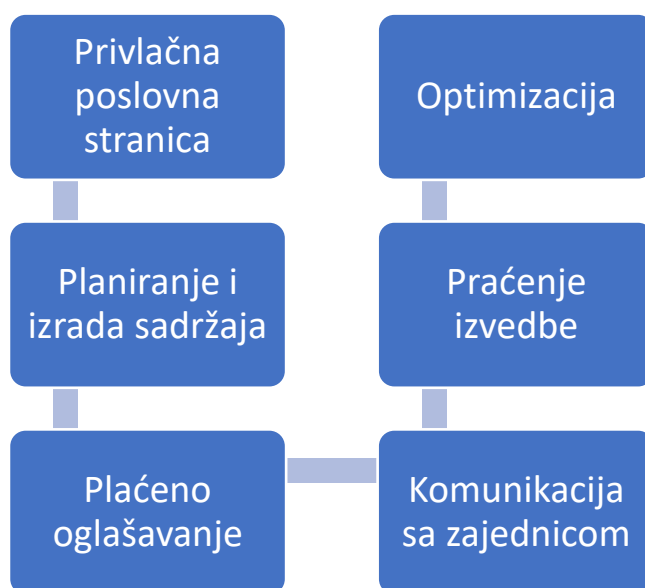 Privlačna
poslovna
stranica
Planiranje i
izrada sadržaja
Plaćeno
oglašavanje
Komunikacija
sa zajednicom
Praćenje
izvedbe
Optimizacija